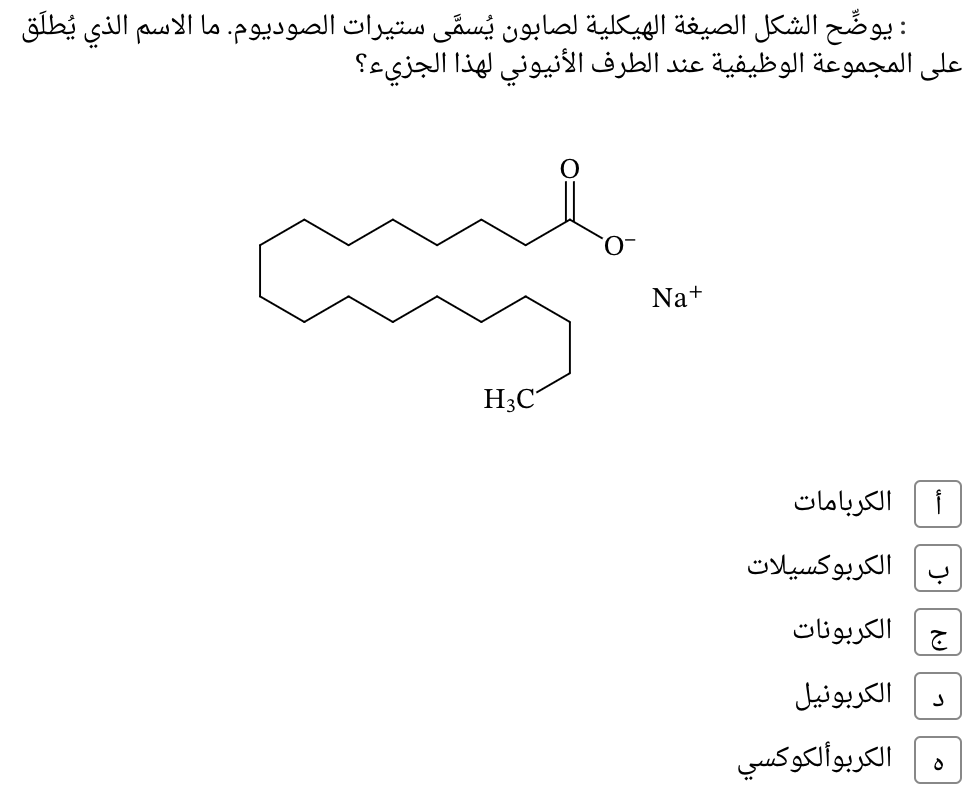 : يوضِّح الشكل الصيغة الهيكلية لصابون يُسمَّى ستيرات الصوديوم. ما الاسم الذي يُطلَق
على المجموعة الوظيفية عند الطرف الأنيوني لهذا الجزيء؟
O
O⁻
Na⁺
H₃C
أ الكربامات
ب الكربوكسيلات
ج الكربونات
د الكربونيل
ه الكربوألكوكسي